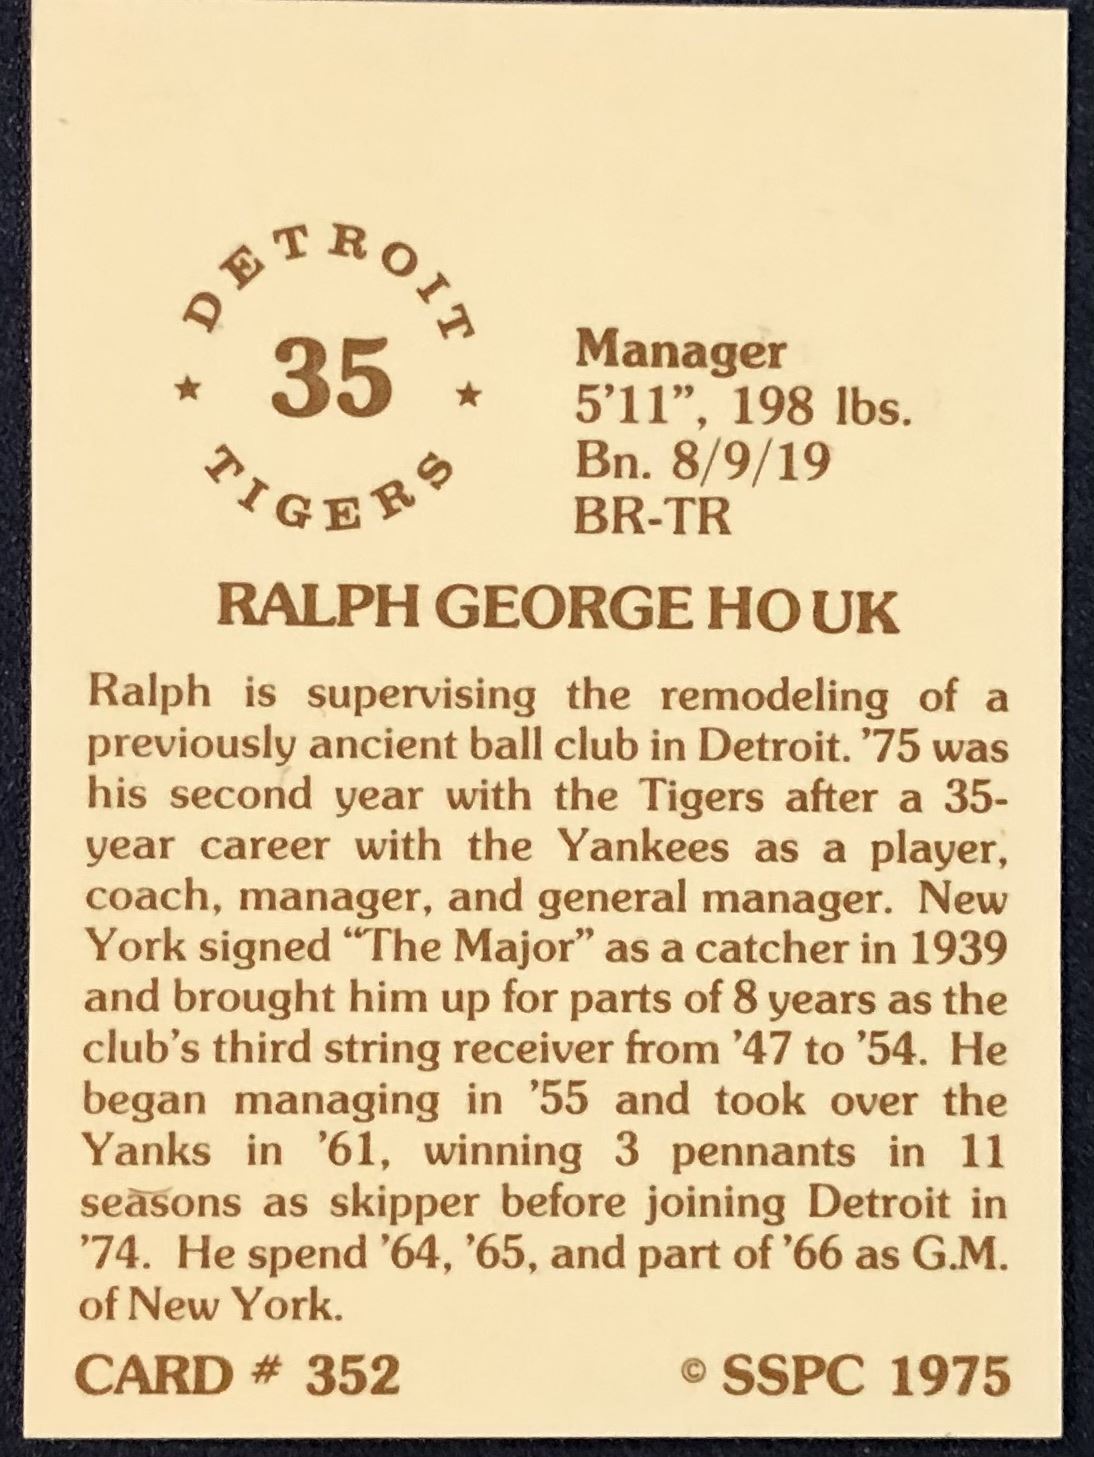 DETROIT
★ 35 ★
TIGERS
Manager
5'11", 198 lbs.
Bn. 8/9/19
BR-TR
RALPH GEORGE HOUK
Ralph is supervising the remodeling of a
previously ancient ball club in Detroit. '75 was
his second year with the Tigers after a 35-
year career with the Yankees as a player,
coach, manager, and general manager. New
York signed “The Major” as a catcher in 1939
and brought him up for parts of 8 years as the
club's third string receiver from '47 to '54. He
began managing in '55 and took over the
Yanks in '61, winning 3 pennants in 11
seasons as skipper before joining Detroit in
'74. He spend '64, '65, and part of '66 as G.M.
of New York.
CARD # 352
© SSPC 1975